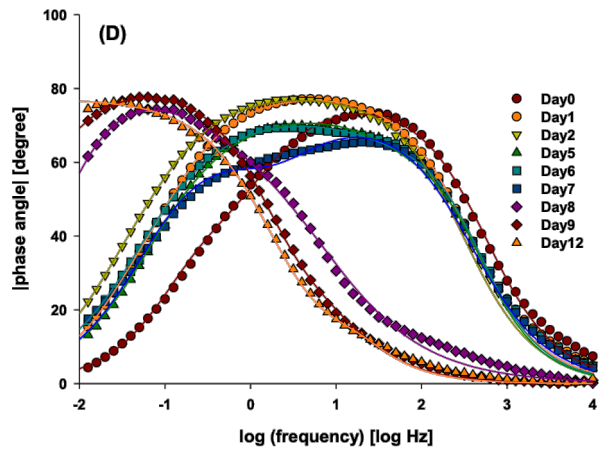 (D)
100
80
60
40
20
0
|phase angle| [degree]
-2
-1
0
1
2
3
4
log (frequency) [log Hz]
Day0
Day1
Day2
Day5
Day6
Day7
Day8
Day9
Day12